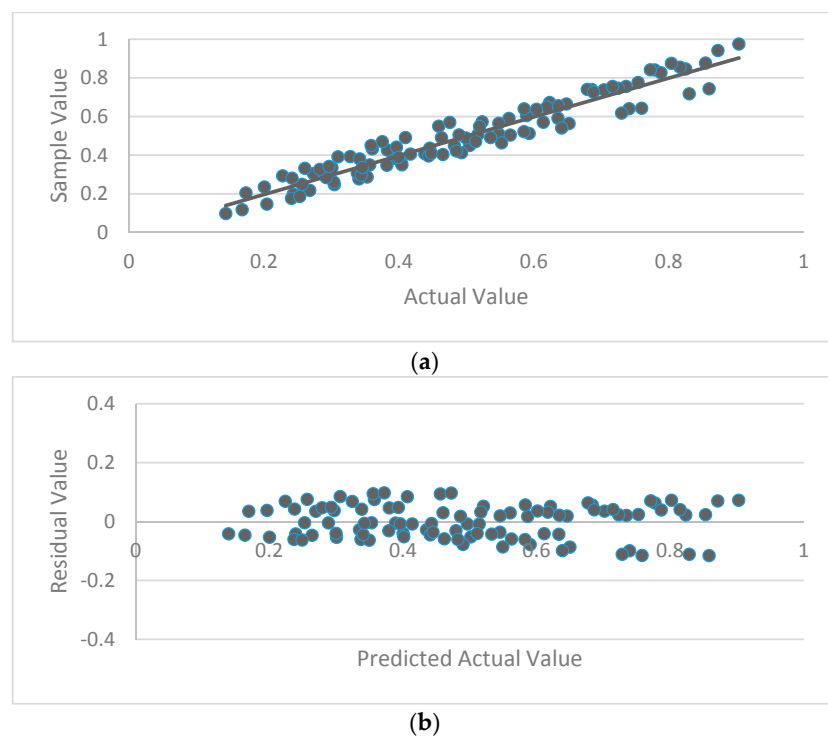 1
0.8
0.6
0.4
0.2
0
0 0.2 0.4 0.6 0.8 1
Sample Value
Actual Value
(a)
0.4
0.2
0
-0.2
-0.4
0 0.2 0.4 0.6 0.8 1
Residual Value
Predicted Actual Value
(b)